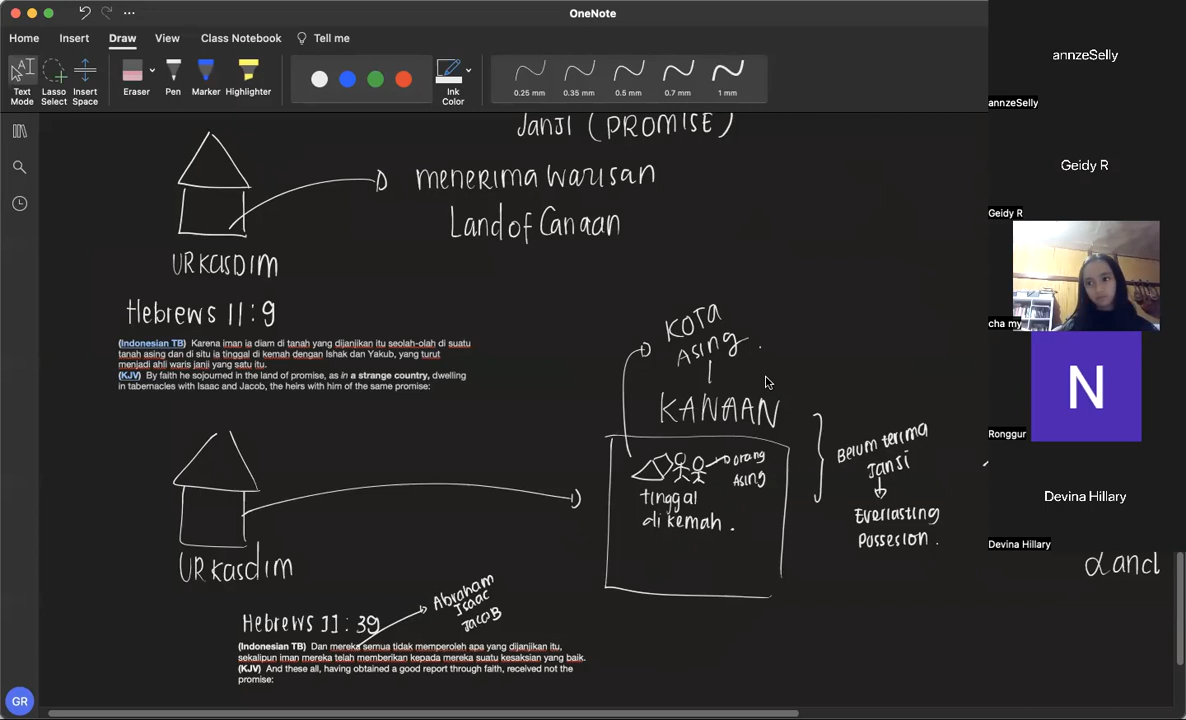 OneNote
Home Insert Draw View Class Notebook Tell me
Text Mode
Lasso Select
Insert Space
Eraser
Pen
Marker
Highlighter
Ink Color
0.25 mm 0.35 mm 0.5 mm 0.7 mm 1 mm
Janji (PROMISE)
menerima warisan
Land of Canaan
UR Kasdim
Hebrews 11:9
(Indonesian TB) Karena iman ia diam di tanah yang dijanjikan itu seolah-olah di suatu
tanah asing dan di situ ia tinggal di kemah dengan Ishak dan Yakub, yang turut
menjadi ahli waris janji yang satu itu.
(KJV) By faith he sojourned in the land of promise, as in a strange country, dwelling
in tabernacles with Isaac and Jacob, the heirs with him of the same promise:
KOTA
Asing.
KANAAN
orang
Asing
tinggal
di kemah.
Belum terima
Jansi
Everlasting
Possesion.
UR Kasdim
Abraham
Isaac
Jacob
Hebrews 11:39
(Indonesian TB) Dan mereka semua tidak memperoleh apa yang dijanjikan itu,
sekalipun iman mereka telah memberikan kepada mereka suatu kesaksian yang baik.
(KJV) And these all, having obtained a good report through faith, received not the
promise:
GR
annzeSelly
annzeSelly
Geidy R
Geidy R
cha my
N
Ronggur
Devina Hillary
Devina Hillary
Land